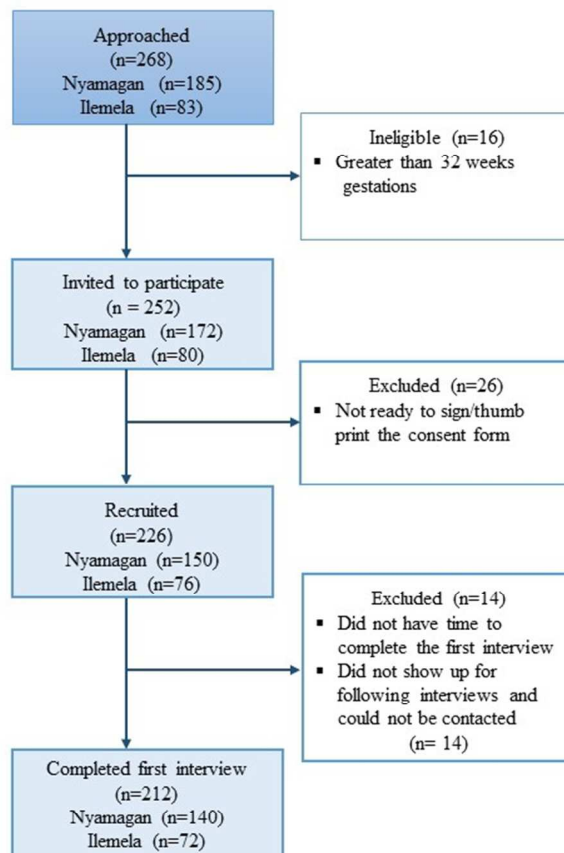 Approached
(n=268)
Nyamagan (n=185)
Ilemela (n=83)
Ineligible (n=16)
▪ Greater than 32 weeks
gestations
Invited to participate
(n = 252)
Nyamagan (n=172)
Ilemela (n=80)
Excluded (n=26)
▪ Not ready to sign/thumb
print the consent form
Recruited
(n=226)
Nyamagan (n=150)
Ilemela (n=76)
Excluded (n=14)
▪ Did not have time to
complete the first interview
▪ Did not show up for
following interviews and
could not be contacted
(n= 14)
Completed first interview
(n=212)
Nyamagan (n=140)
Ilemela (n=72)